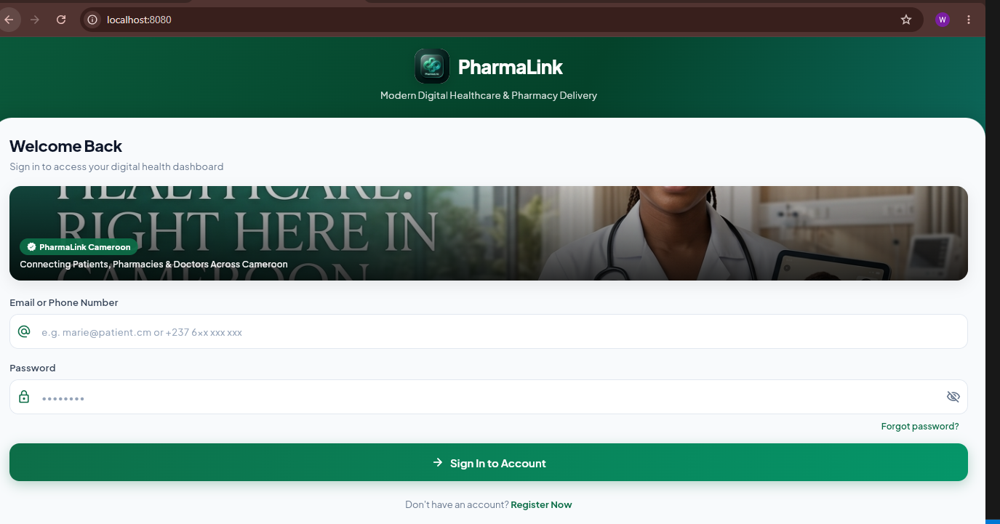 localhost:8080
W
PharmaLink
PharmaLink
Modern Digital Healthcare & Pharmacy Delivery
Welcome Back
Sign in to access your digital health dashboard
HEALTHCARE.
RIGHT HERE IN
CAMEROON
PharmaLink Cameroon
Connecting Patients, Pharmacies & Doctors Across Cameroon
Email or Phone Number
e.g. marie@patient.cm or +237 6xx xxx xxx
Password
••••••••
Forgot password?
→ Sign In to Account
Don't have an account? Register Now